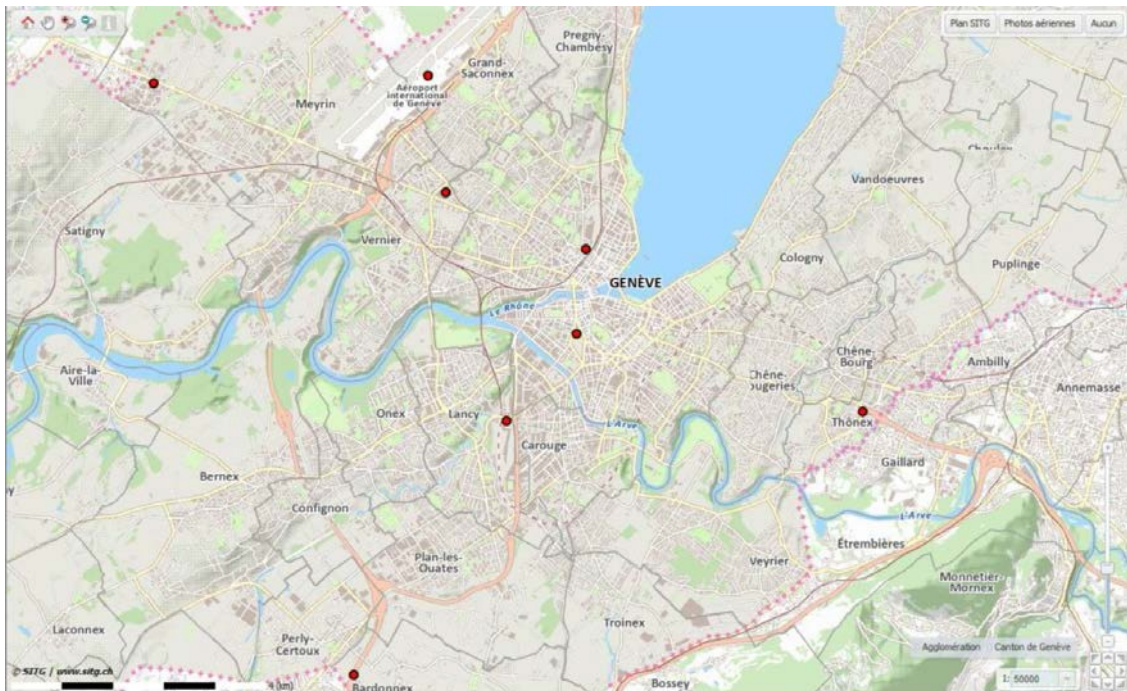 Plan SITG Photos aériennes Aucun
Pregny-
Chambésy
Grand-
Saconnex
Aéroport
international
de Genève
Meyrin
Vandoeuvres
Satigny
Vernier
Cologny
Puplinge
GENÈVE
Le Rhône
Chêne-
Bourg
Ambilly
Aire-la-
Ville
Chêne-
ougeries
Annemasse
Onex
Lancy
L'Arve
Thônex
Carouge
Gaillard
Bernex
Confignon
L'Arve
Étrembières
Plan-les-
Ouates
Veyrier
Monnetier-
Mornex
Laconnex
Perly-
Certoux
Troinex
Agglomération Canton de Genève
© SITG / www.sitg.ch
Bardonnex
Bossey
1: 50000